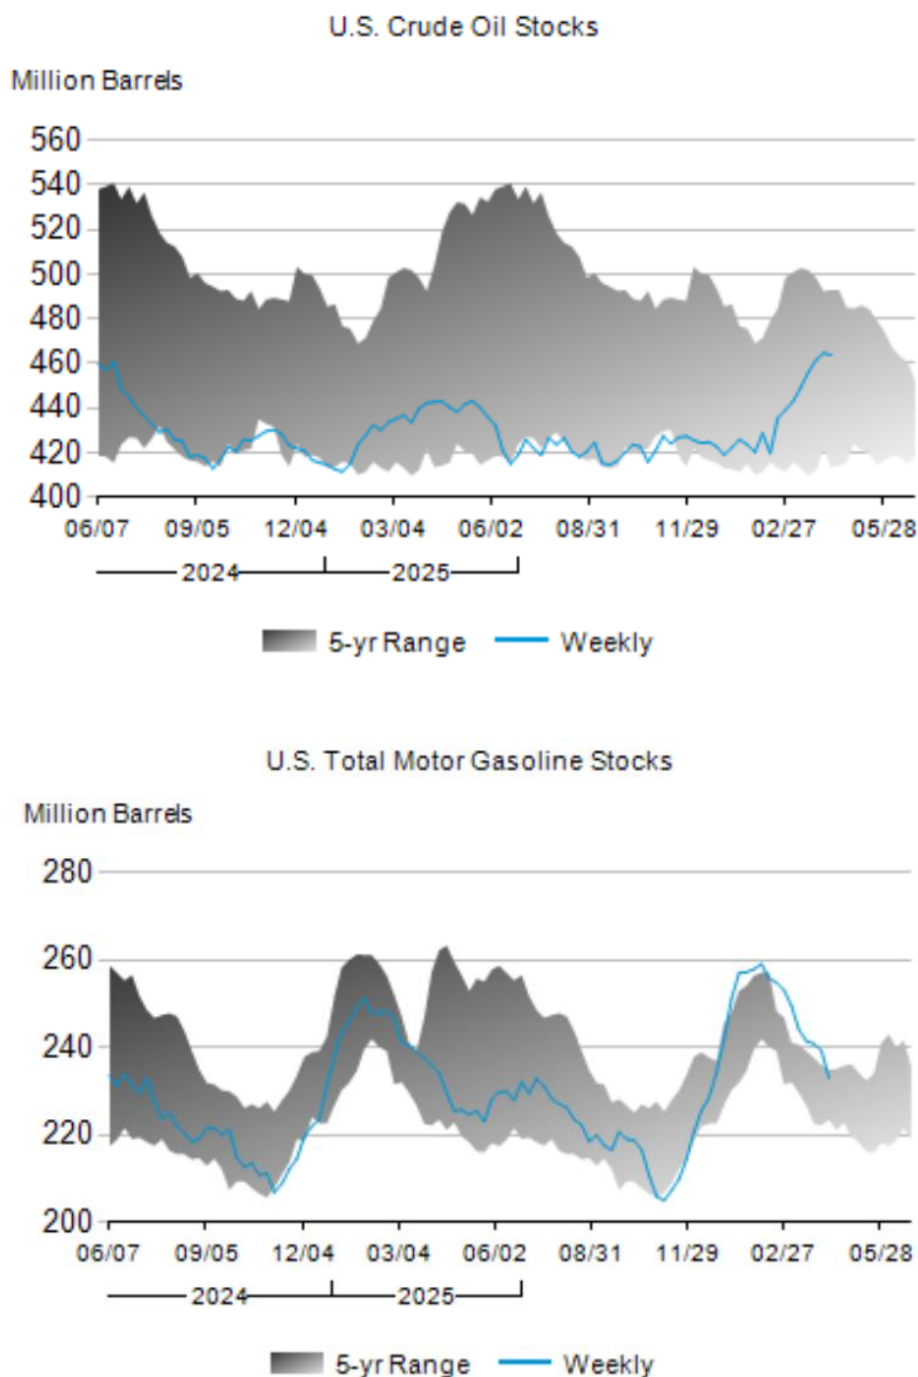 U.S. Crude Oil Stocks
Million Barrels
560
540
520
500
480
460
440
420
400
06/07 09/05 12/04 03/04 06/02 08/31 11/29 02/27 05/28
2024 2025
5-yr Range Weekly
U.S. Total Motor Gasoline Stocks
Million Barrels
280
260
240
220
200
06/07 09/05 12/04 03/04 06/02 08/31 11/29 02/27 05/28
2024 2025
5-yr Range Weekly